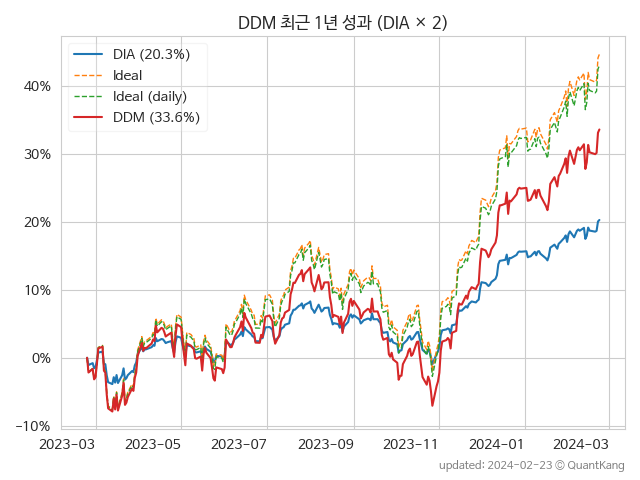 DDM 최근 1년 성과 (DIA × 2)
DIA (20.3%)
Ideal
Ideal (daily)
DDM (33.6%)
40%
30%
20%
10%
0%
−10%
2023-03 2023-05 2023-07 2023-09 2023-11 2024-01 2024-03
updated: 2024-02-23 © QuantKang